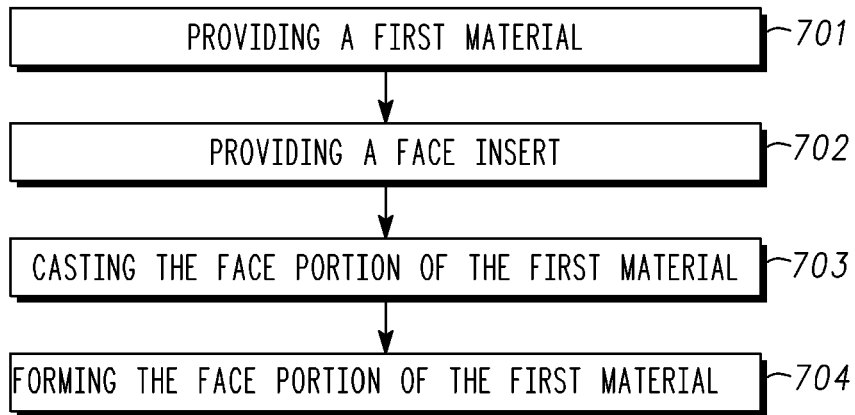 PROVIDING A FIRST MATERIAL 701
PROVIDING A FACE INSERT 702
CASTING THE FACE PORTION OF THE FIRST MATERIAL 703
FORMING THE FACE PORTION OF THE FIRST MATERIAL 704